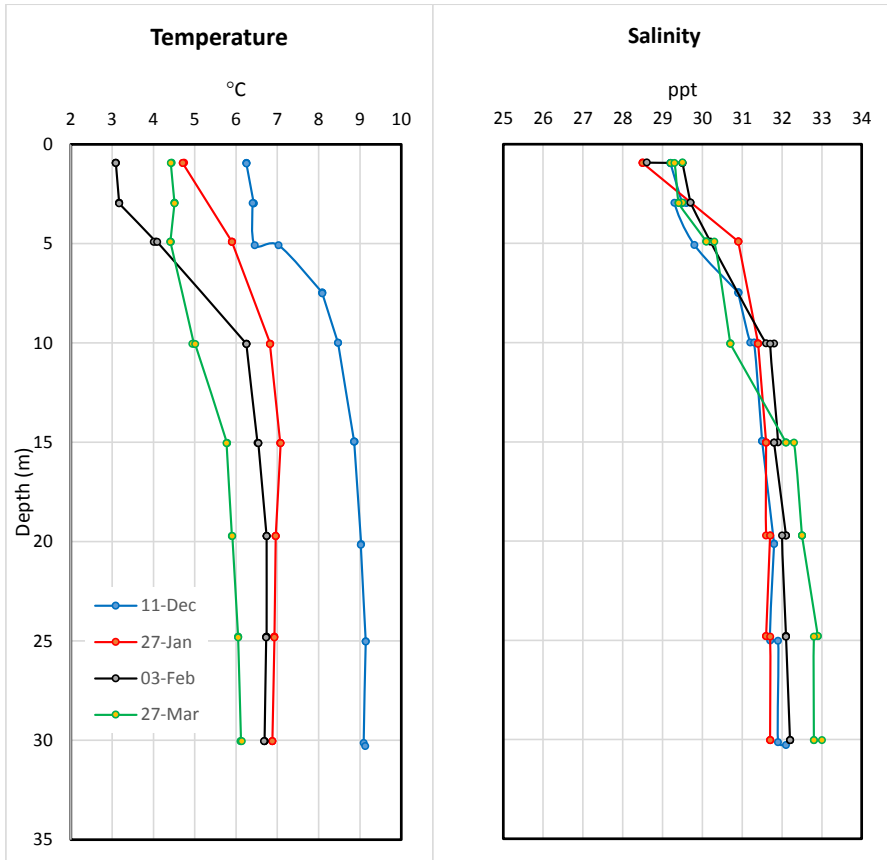 Temperature
°C
2 3 4 5 6 7 8 9 10
0
5
10
15
20
25
30
35
Depth (m)
11-Dec
27-Jan
03-Feb
27-Mar
Salinity
ppt
25 26 27 28 29 30 31 32 33 34